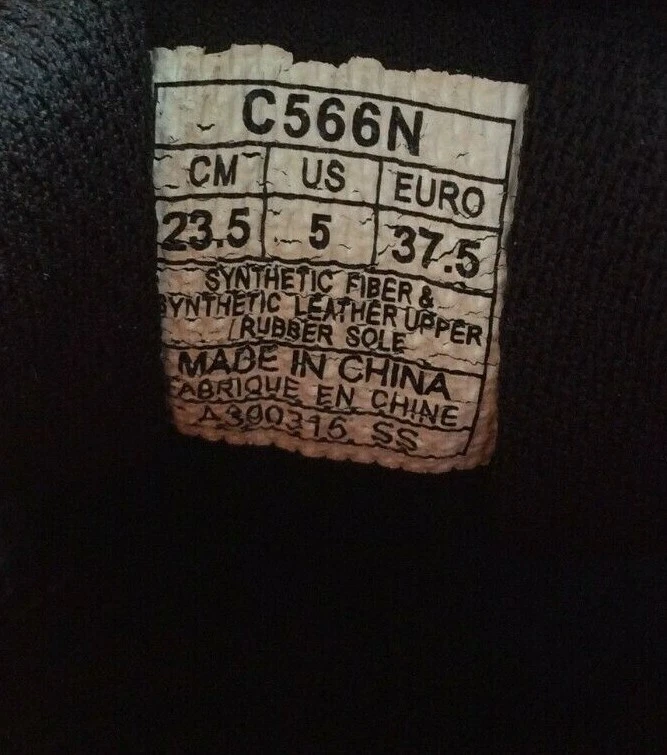 C566N
CM US EURO
23.5 5 37.5
SYNTHETIC FIBER &
SYNTHETIC LEATHER UPPER
/RUBBER SOLE
MADE IN CHINA
FABRIQUE EN CHINE
A390316 SS